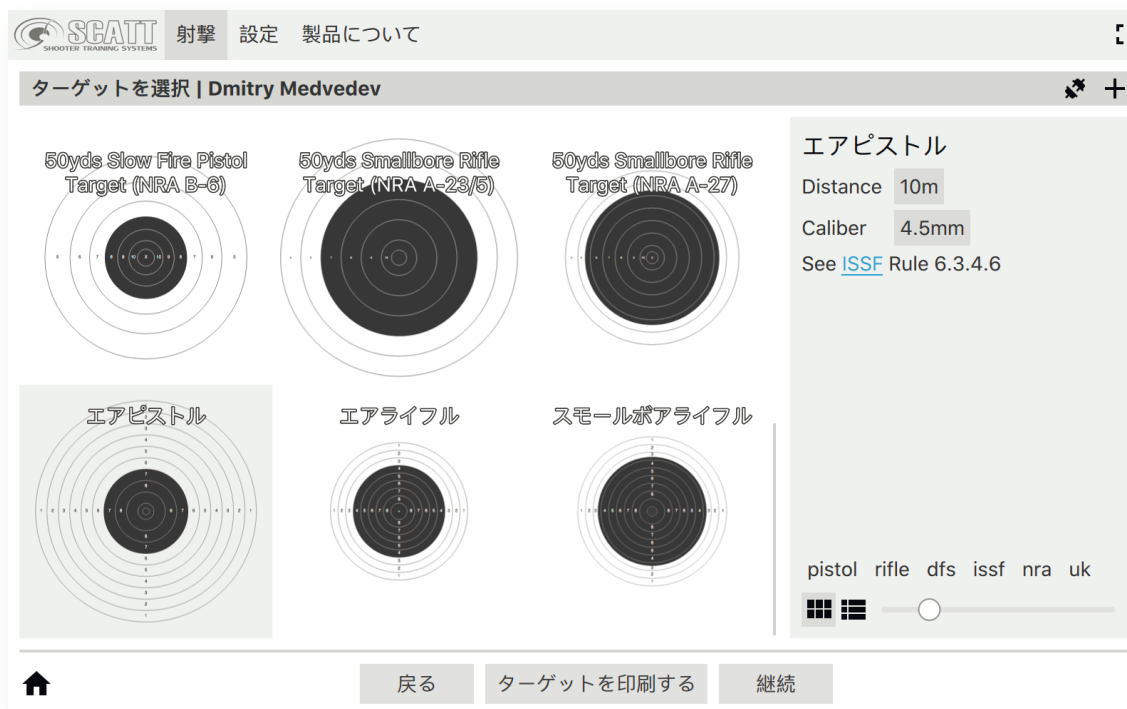 SCATT
SHOOTER TRAINING SYSTEMS
射撃
設定
製品について
ターゲットを選択 | Dmitry Medvedev
50yds Slow Fire Pistol
Target (NRA B-6)
50yds Smallbore Rifle
Target (NRA A-23/5)
50yds Smallbore Rifle
Target (NRA A-27)
エアピストル
エアライフル
スモールボアライフル
エアピストル
Distance 10m
Caliber 4.5mm
See ISSF Rule 6.3.4.6
pistol rifle dfs issf nra uk
戻る
ターゲットを印刷する
継続